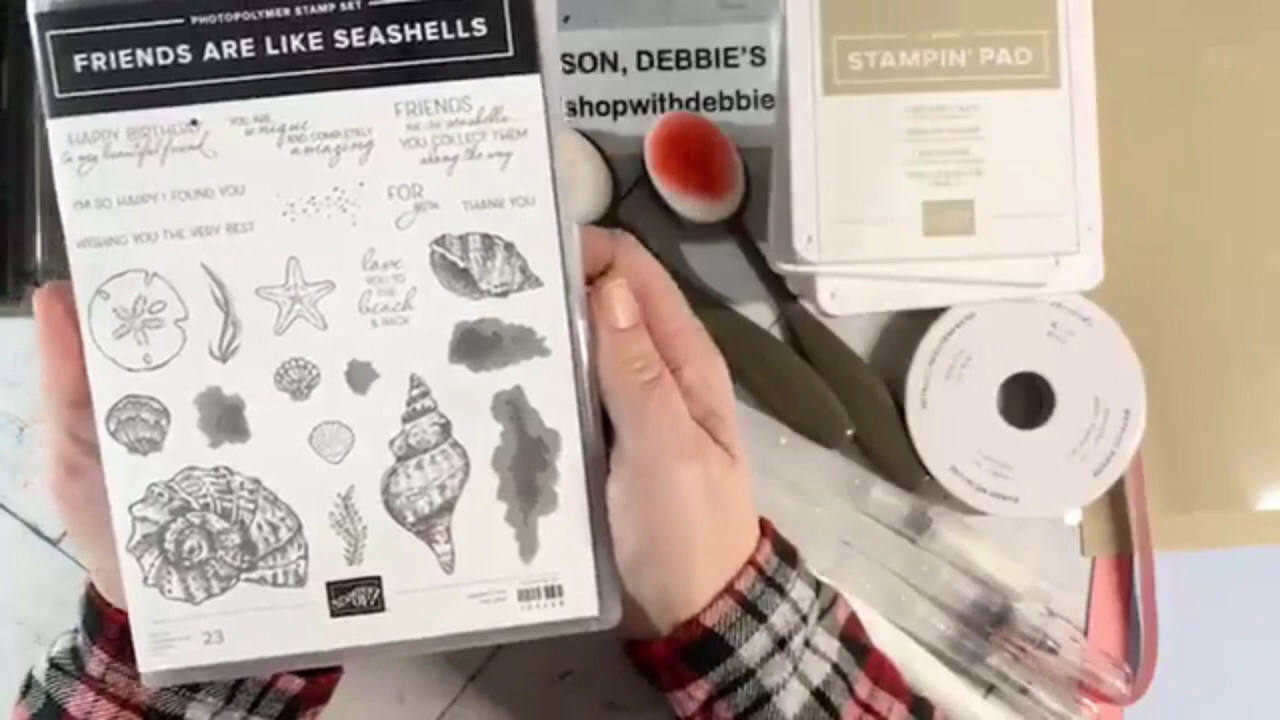 PHOTOPOLYMER STAMP SET
FRIENDS ARE LIKE SEASHELLS
HAPPY BIRTHDAY
to my beautiful friend
YOU ARE
unique
AND COMPLETELY
amazing
FRIENDS
are like seashells
YOU COLLECT THEM
along the way
I'M SO HAPPY I FOUND YOU
FOR
you
THANK YOU
WISHING YOU THE VERY BEST
love
YOU TO
THE
beach
& BACK
STAMPIN' UP!
23
SON, DEBBIE'S
shopwithdebbie
STAMPIN' PAD